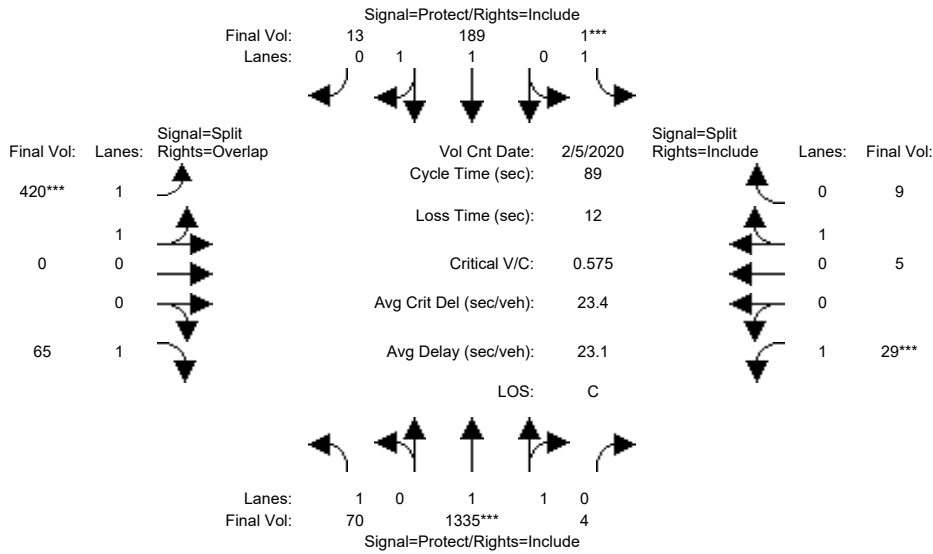 Signal=Protect/Rights=Include
Final Vol: 13 189 1***
Lanes: 0 1 1 0 1
Signal=Split
Final Vol: Lanes: Rights=Overlap
Vol Cnt Date: 2/5/2020
Signal=Split
Rights=Include Lanes: Final Vol:
Cycle Time (sec): 89
420*** 1
0 9
Loss Time (sec): 12
1
1
0 0
Critical V/C: 0.575
0 5
0
Avg Crit Del (sec/veh): 23.4
0
65 1
Avg Delay (sec/veh): 23.1
1 29***
LOS: C
Lanes: 1 0 1 1 0
Final Vol: 70 1335*** 4
Signal=Protect/Rights=Include